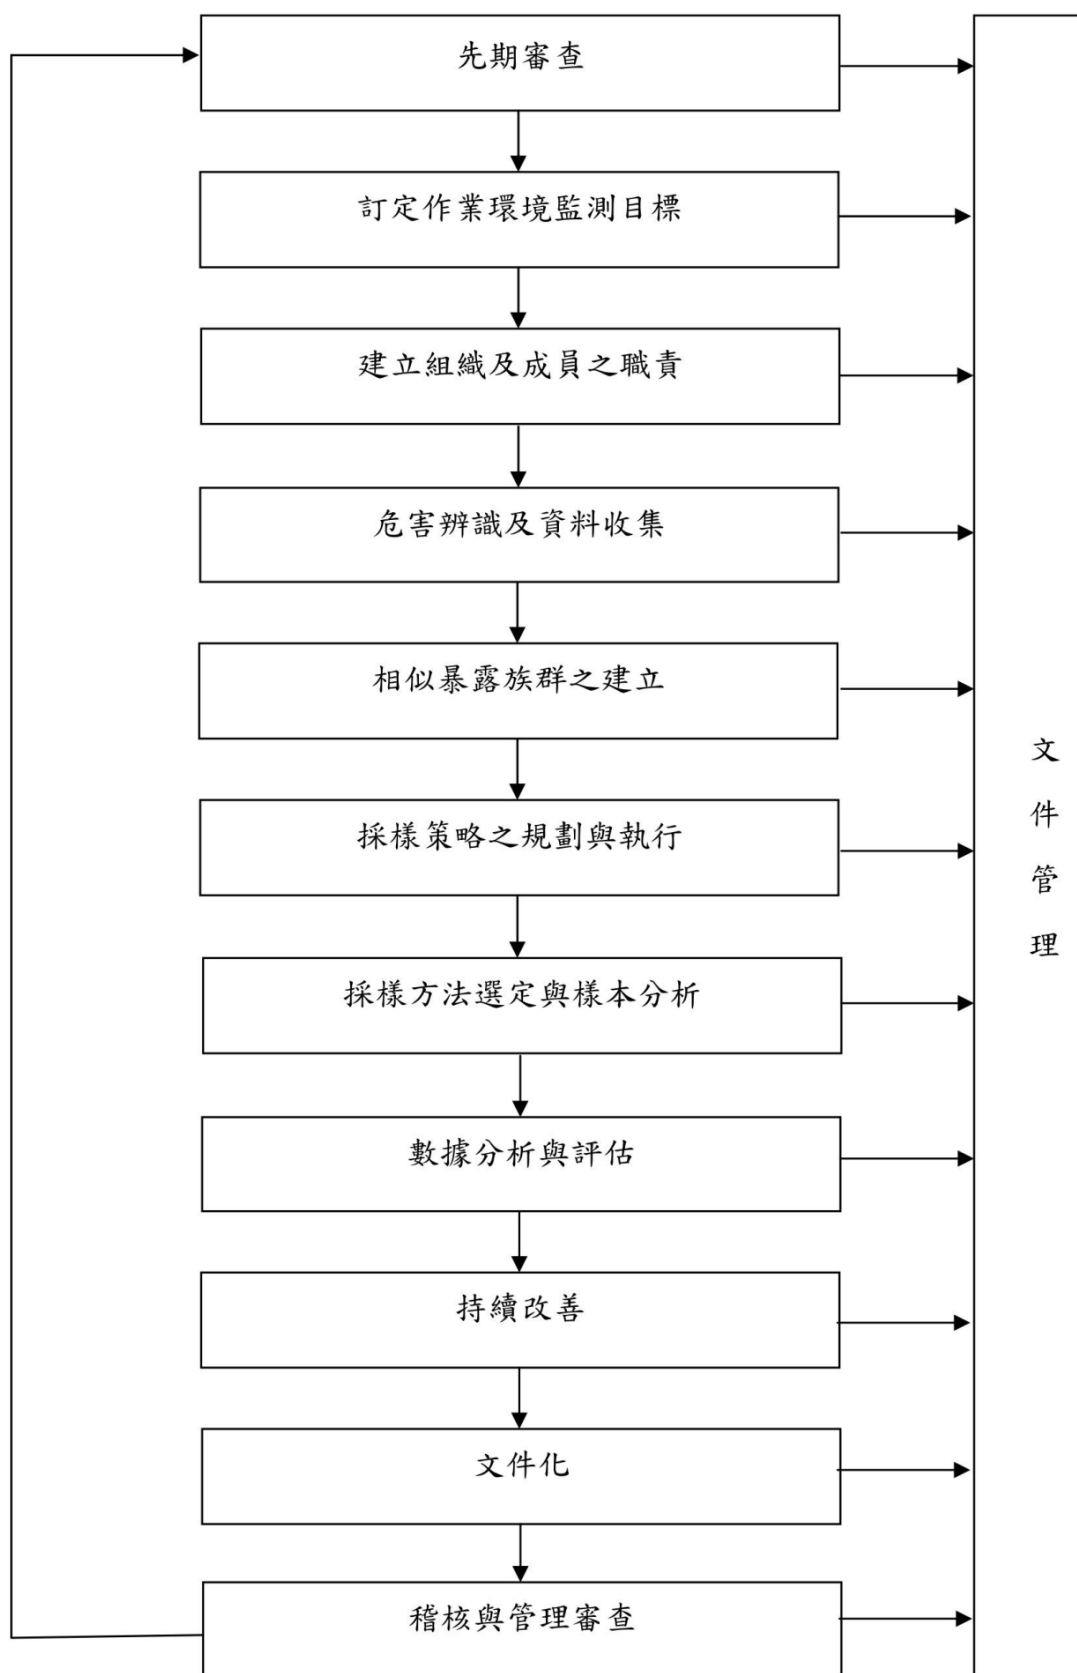 先期審查
訂定作業環境監測目標
建立組織及成員之職責
危害辨識及資料收集
相似暴露族群之建立
採樣策略之規劃與執行
採樣方法選定與樣本分析
數據分析與評估
持續改善
文件化
稽核與管理審查
文件管理